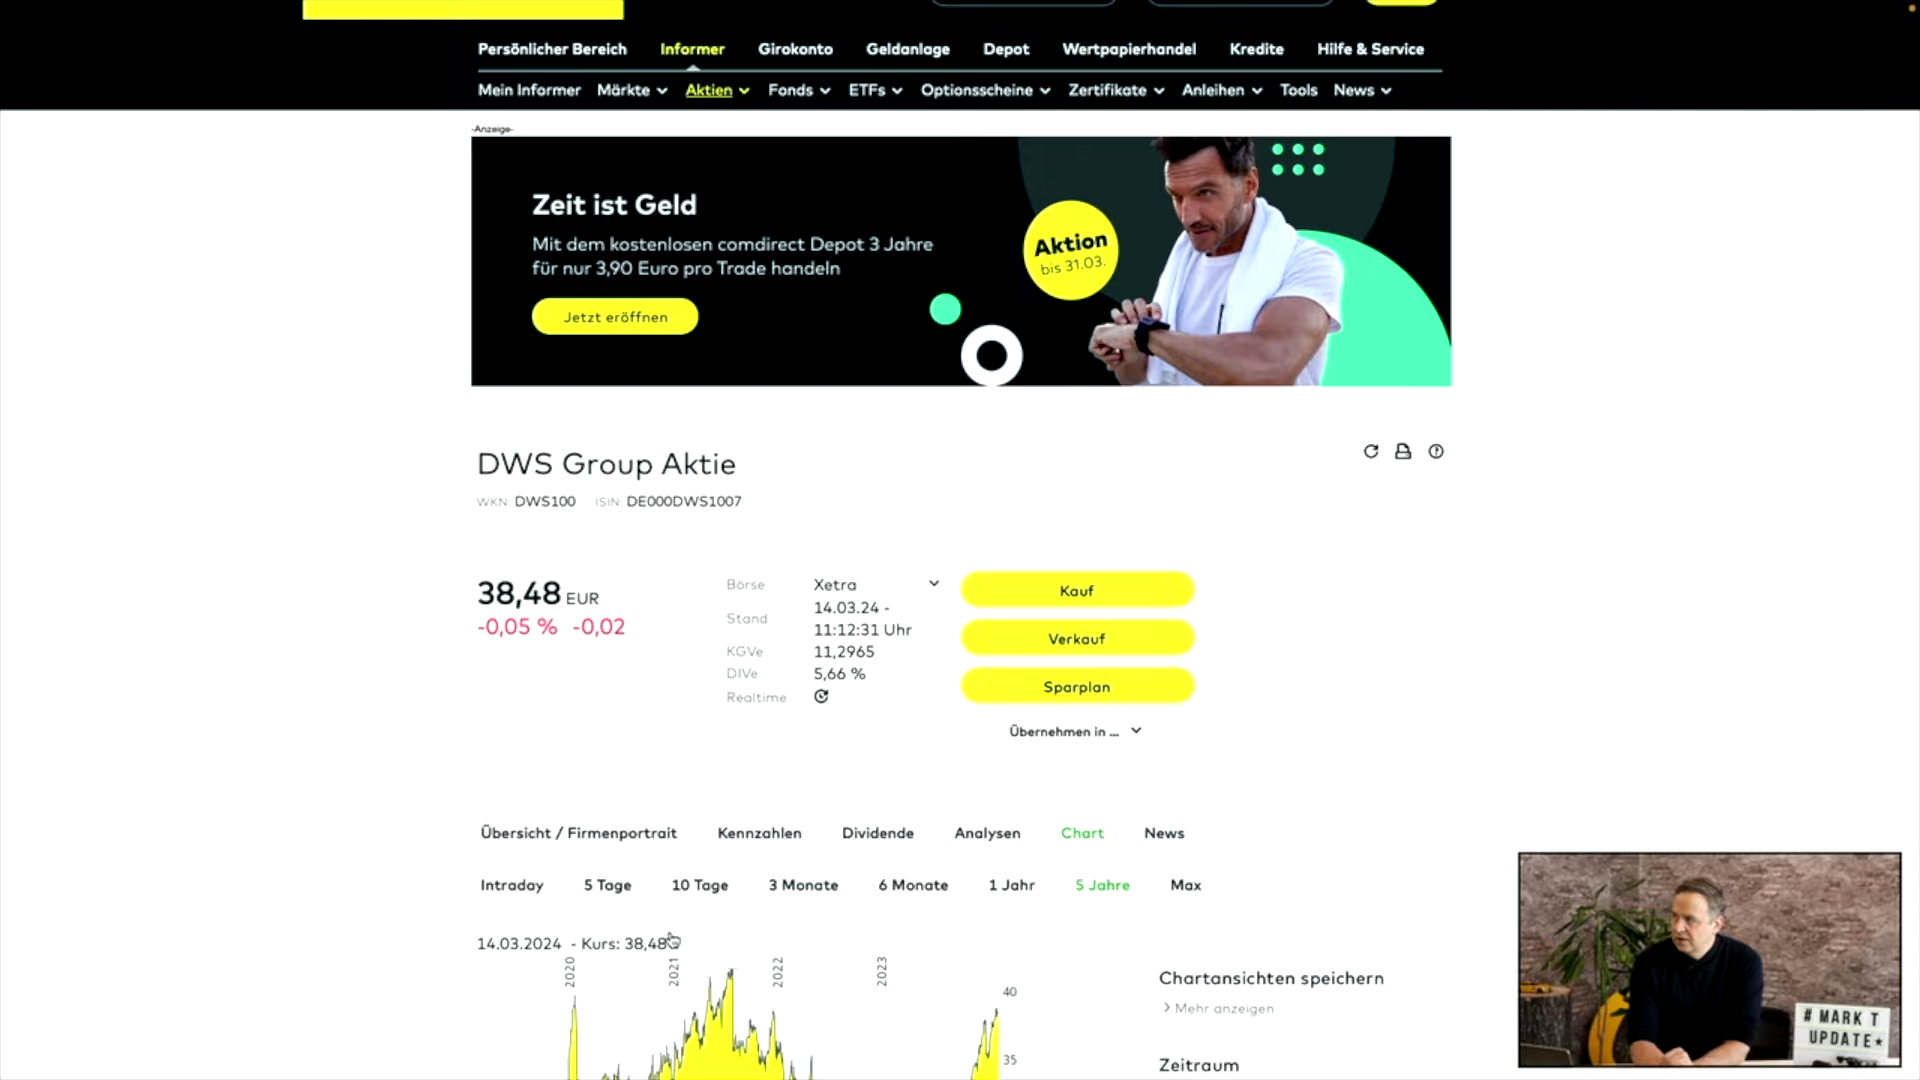 Persönlicher Bereich Informer Girokonto Geldanlage Depot Wertpapierhandel Kredite Hilfe & Service
Mein Informer Märkte Aktien Fonds ETFs Optionsscheine Zertifikate Anleihen Tools News
-Anzeige-
Zeit ist Geld
Mit dem kostenlosen comdirect Depot 3 Jahre
für nur 3,90 Euro pro Trade handeln
Jetzt eröffnen
Aktion
bis 31.03.
DWS Group Aktie
WKN: DWS100 ISIN: DE000DWS1007
38,48 EUR
-0,05 % -0,02
Börse Xetra
Stand 14.03.24 -
11:12:31 Uhr
KGVe 11,2965
DIVe 5,66 %
Realtime
Kauf
Verkauf
Sparplan
Übernehmen in ...
Übersicht / Firmenportrait Kennzahlen Dividende Analysen Chart News
Intraday 5 Tage 10 Tage 3 Monate 6 Monate 1 Jahr 5 Jahre Max
14.03.2024 - Kurs: 38,48
2020 2021 2022 2023
40
35
Chartansichten speichern
Mehr anzeigen
Zeitraum
# MARKT
UPDATE★